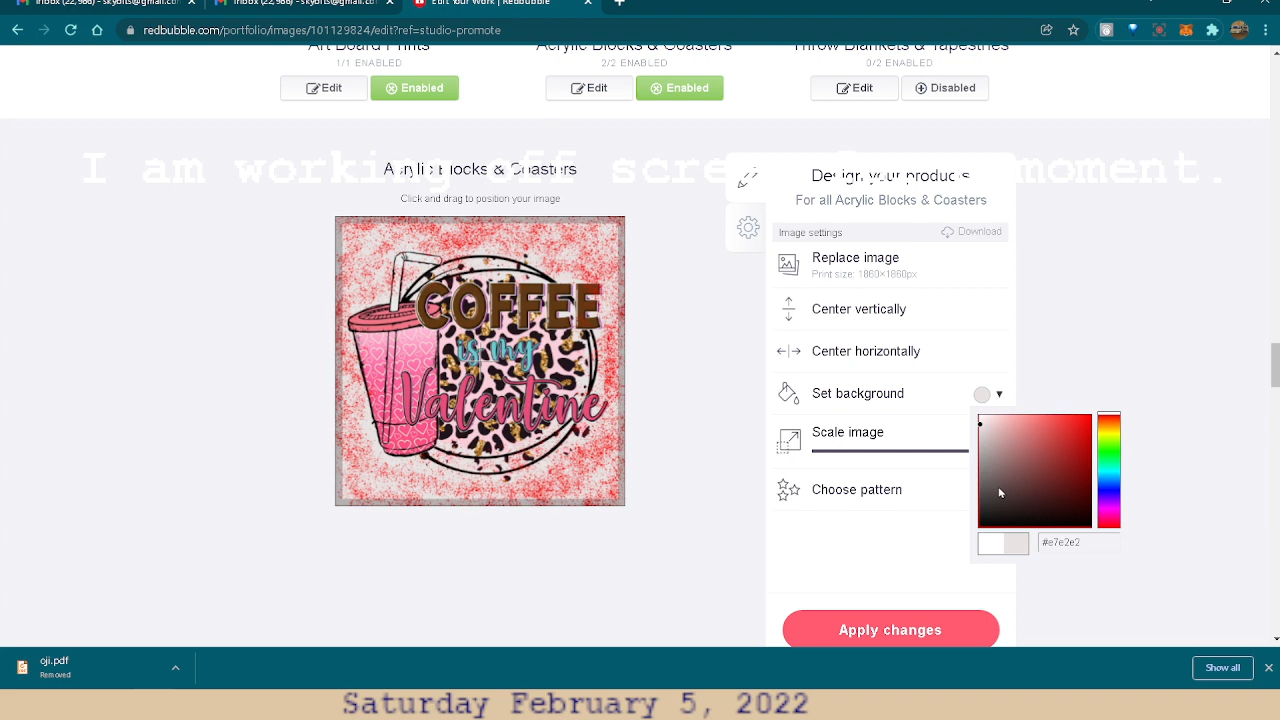 Inbox (22,986) - skydris@gmail.co
Inbox (22,986) - skydris@gmail.co
Edit Your Work | Redbubble
redbubble.com/portfolio/images/101129824/edit?ref=studio-promote
Art Board Prints
Acrylic Blocks & Coasters
Throw Blankets & Tapestries
1/1 ENABLED
2/2 ENABLED
0/2 ENABLED
Edit
Enabled
Edit
Enabled
Edit
Disabled
I am working off moment.
Acrylic Blocks & Coasters
Click and drag to position your image
COFFEE
is my
Valentine
Design your products
For all Acrylic Blocks & Coasters
Image settings
Download
Replace image
Print size: 1860×1860px
Center vertically
Center horizontally
Set background
Scale image
Choose pattern
#e7e2e2
Apply changes
oji.pdf
Removed
Show all
Saturday February 5, 2022